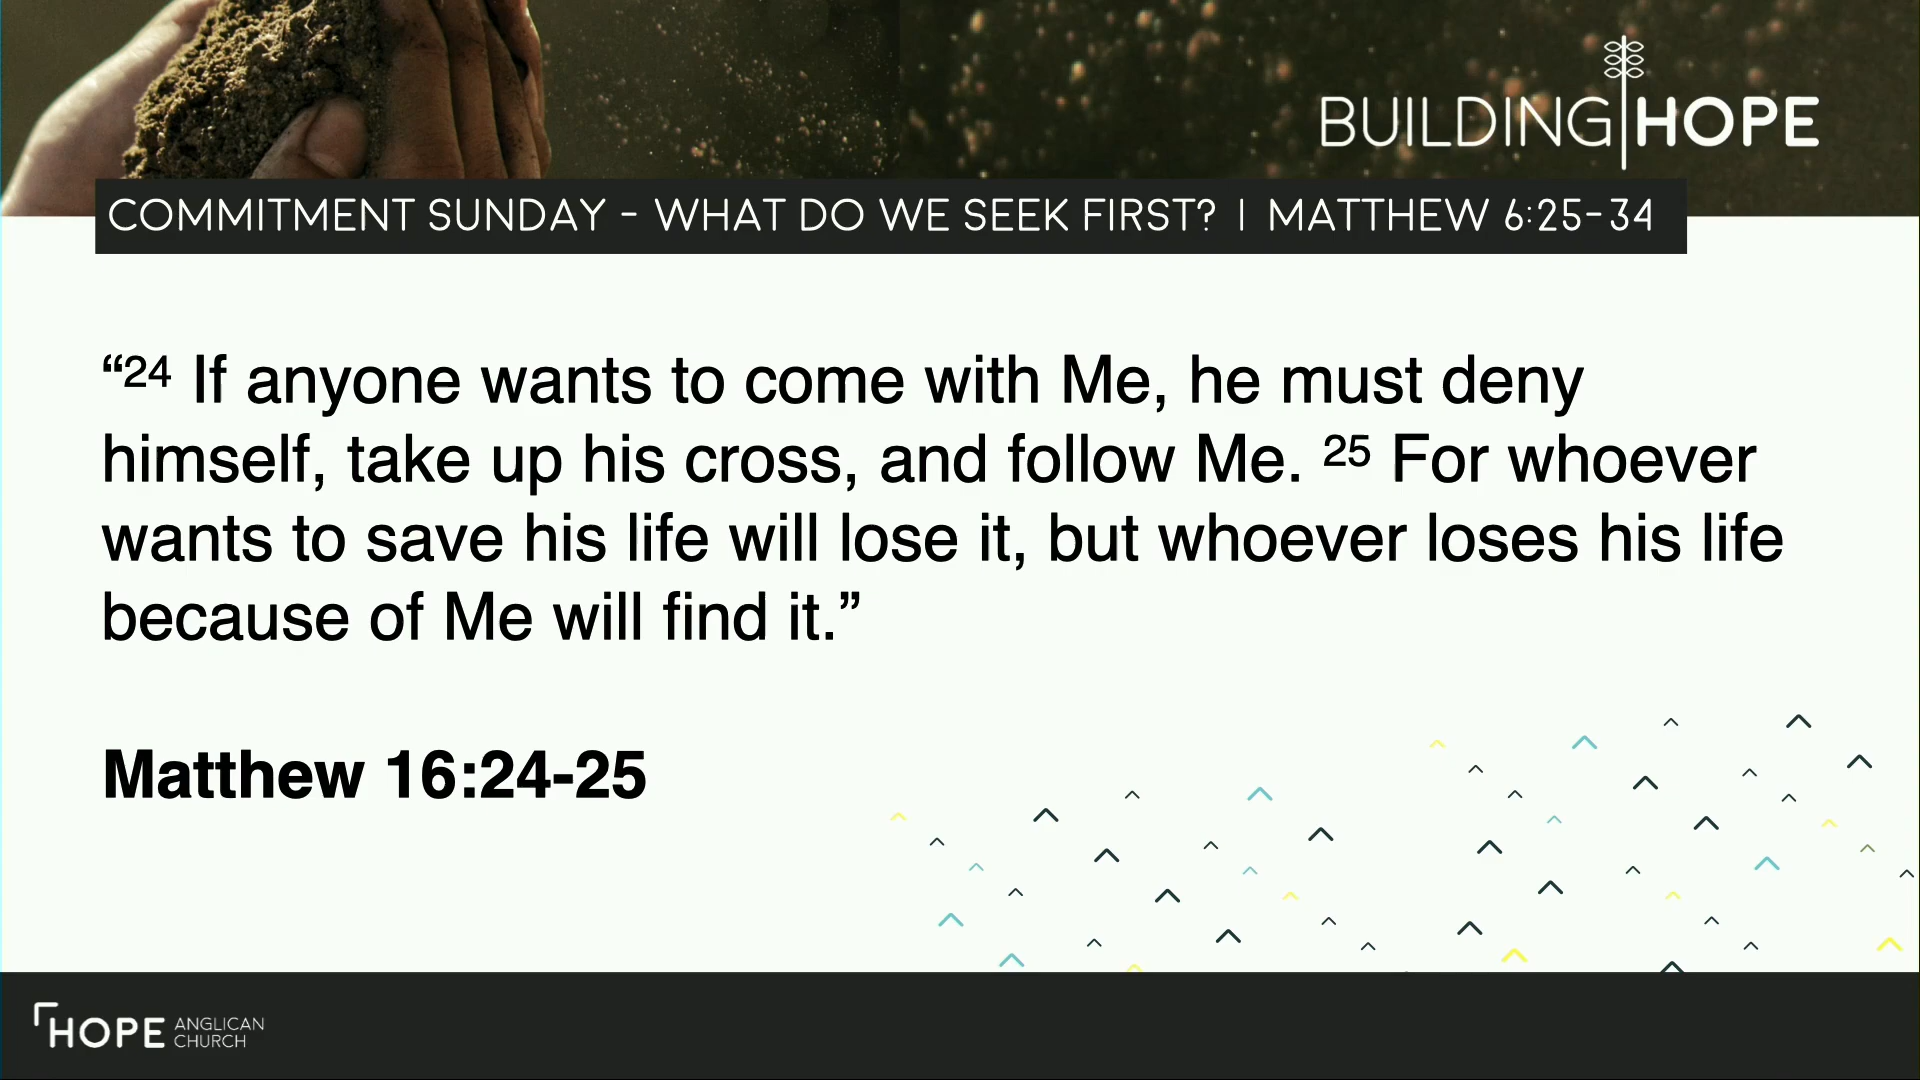 BUILDING HOPE
COMMITMENT SUNDAY - WHAT DO WE SEEK FIRST? | MATTHEW 6:25-34
“24 If anyone wants to come with Me, he must deny
himself, take up his cross, and follow Me. 25 For whoever
wants to save his life will lose it, but whoever loses his life
because of Me will find it.”
Matthew 16:24-25
HOPE ANGLICAN
CHURCH